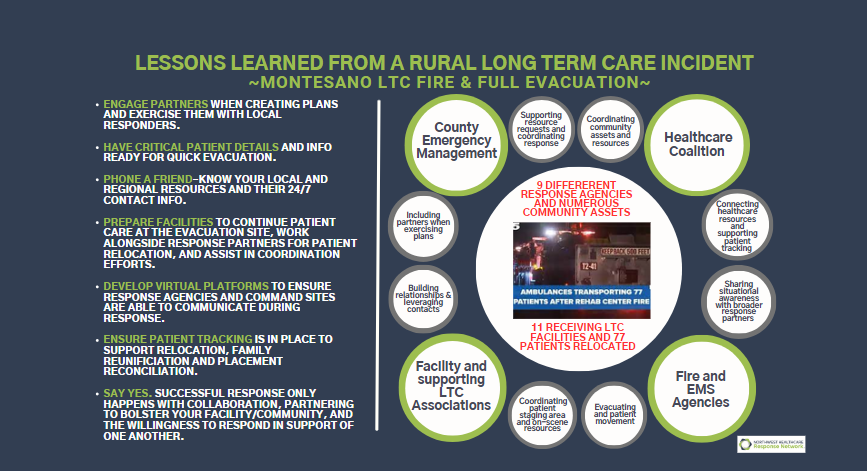 LESSONS LEARNED FROM A RURAL LONG TERM CARE INCIDENT
~MONTESANO LTC FIRE & FULL EVACUATION~
• ENGAGE PARTNERS WHEN CREATING PLANS
AND EXERCISE THEM WITH LOCAL
RESPONDERS.
• HAVE CRITICAL PATIENT DETAILS AND INFO
READY FOR QUICK EVACUATION.
• PHONE A FRIEND-KNOW YOUR LOCAL AND
REGIONAL RESOURCES AND THEIR 24/7
CONTACT INFO.
• PREPARE FACILITIES TO CONTINUE PATIENT
CARE AT THE EVACUATION SITE, WORK
ALONGSIDE RESPONSE PARTNERS FOR PATIENT
RELOCATION, AND ASSIST IN COORDINATION
EFFORTS.
• DEVELOP VIRTUAL PLATFORMS TO ENSURE
RESPONSE AGENCIES AND COMMAND SITES
ARE ABLE TO COMMUNICATE DURING
RESPONSE.
• ENSURE PATIENT TRACKING IS IN PLACE TO
SUPPORT RELOCATION, FAMILY
REUNIFICIATION AND PLACEMENT
RECONCILIATION.
• SAY YES. SUCCESSFUL RESPONSE ONLY
HAPPENS WITH COLLABORATION, PARTNERING
TO BOLSTER YOUR FACILITY/COMMUNITY, AND
THE WILLINGNESS TO RESPOND IN SUPPORT OF
ONE ANOTHER.
County
Emergency
Management
Supporting
resource
requests and
coordinating
response
Coordinating
community
assets and
resources
Healthcare
Coalition
Including
partners when
exercising
plans
9 DIFFERERENT
RESPONSE AGENCIES
AND NUMEROUS
COMMUNITY ASSETS
KEEP BACK 500 FEET
T2-41
AMBULANCES TRANSPORTING 77
PATIENTS AFTER REHAB CENTER FIRE
11 RECEIVING LTC
FACILITIES AND 77
PATIENTS RELOCATED
Connecting
healthcare
resources
and
supporting
patient
tracking
Building
relationships &
leveraging
contacts
Sharing
situational
awareness
with broader
response
partners
Facility and
supporting
LTC
Associations
Coordinating
patient
staging area
and on-scene
resources
Evacuating
and patient
movement
Fire and
EMS
Agencies
NORTHWEST HEALTHCARE
Response Network